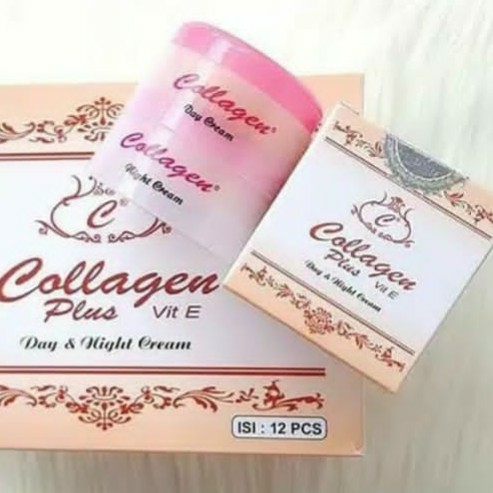 Collagen®
Day Cream
Collagen®
Night Cream
C
Collagen
Plus Vit E
Day & Night Cream
C
Collagen
Plus Vit E
Day & Night Cream
ISI : 12 PCS